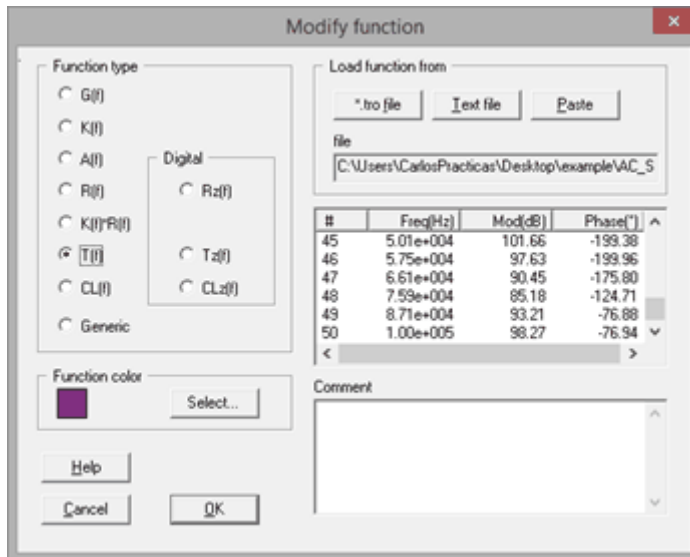 Modify function
Function type
G(f)
K(f)
A(f)
R(f)
K(f)*R(f)
T(f)
CL(f)
Generic
Digital
Rz(f)
Tz(f)
CLz(f)
Function color
Select...
Help
Cancel
OK
Load function from
*.tro file
Text file
Paste
file
C:\Users\CarlosPracticas\Desktop\example\AC_S
# Freq(Hz) Mod(dB) Phase(°)
45 5.01e+004 101.66 -199.38
46 5.75e+004 97.63 -199.96
47 6.61e+004 90.45 -175.80
48 7.59e+004 85.18 -124.71
49 8.71e+004 93.21 -76.88
50 1.00e+005 98.27 -76.94
Comment